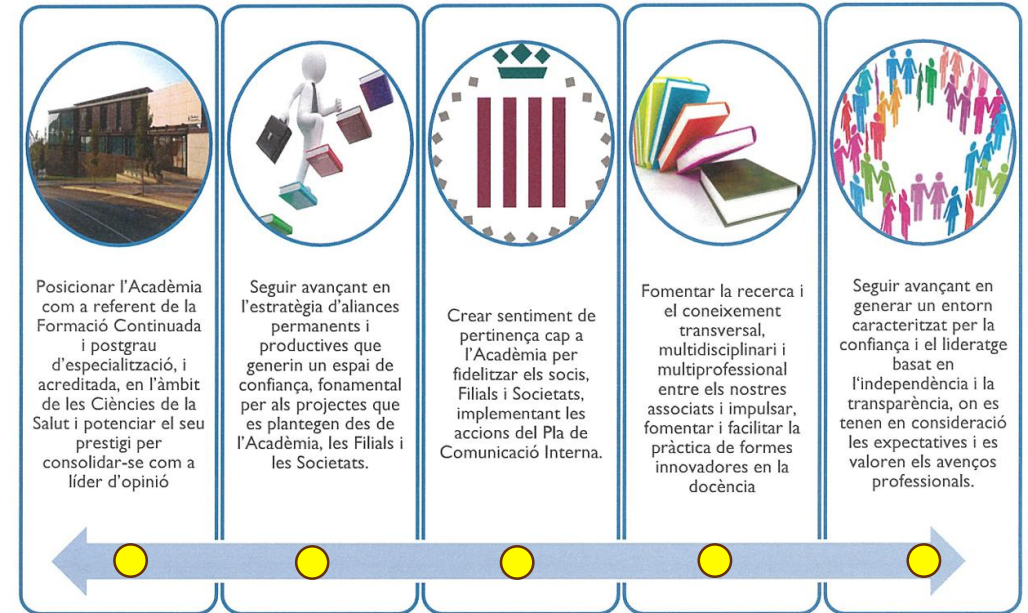 Posicionar l'Acadèmia
com a referent de la
Formació Continuada
i postgrau
d'especialització, i
acreditada, en l'àmbit
de les Ciències de la
Salut i potenciar el seu
prestigi per
consolidar-se com a
líder d'opinió
Seguir avançant en
l'estratègia d'aliances
permanents i
productives que
generin un espai de
confiança, fonamental
per als projectes que
es plantegen des de
l'Acadèmia, les Filials i
les Societats.
Crear sentiment de
pertinença cap a
l'Acadèmia per
fidelitzar els socis,
Filials i Societats,
implementant les
accions del Pla de
Comunicació Interna.
Fomentar la recerca i
el coneixement
transversal,
multidisciplinari i
multiprofessional
entre els nostres
associats i impulsar,
fomentar i facilitar la
pràctica de formes
innovadores en la
docència
Seguir avançant en
generar un entorn
caracteritzat per la
confiança i el lideratge
basat en
l'independència i la
transparència, on es
tenen en consideració
les expectatives i es
valoren els avenços
professionals.